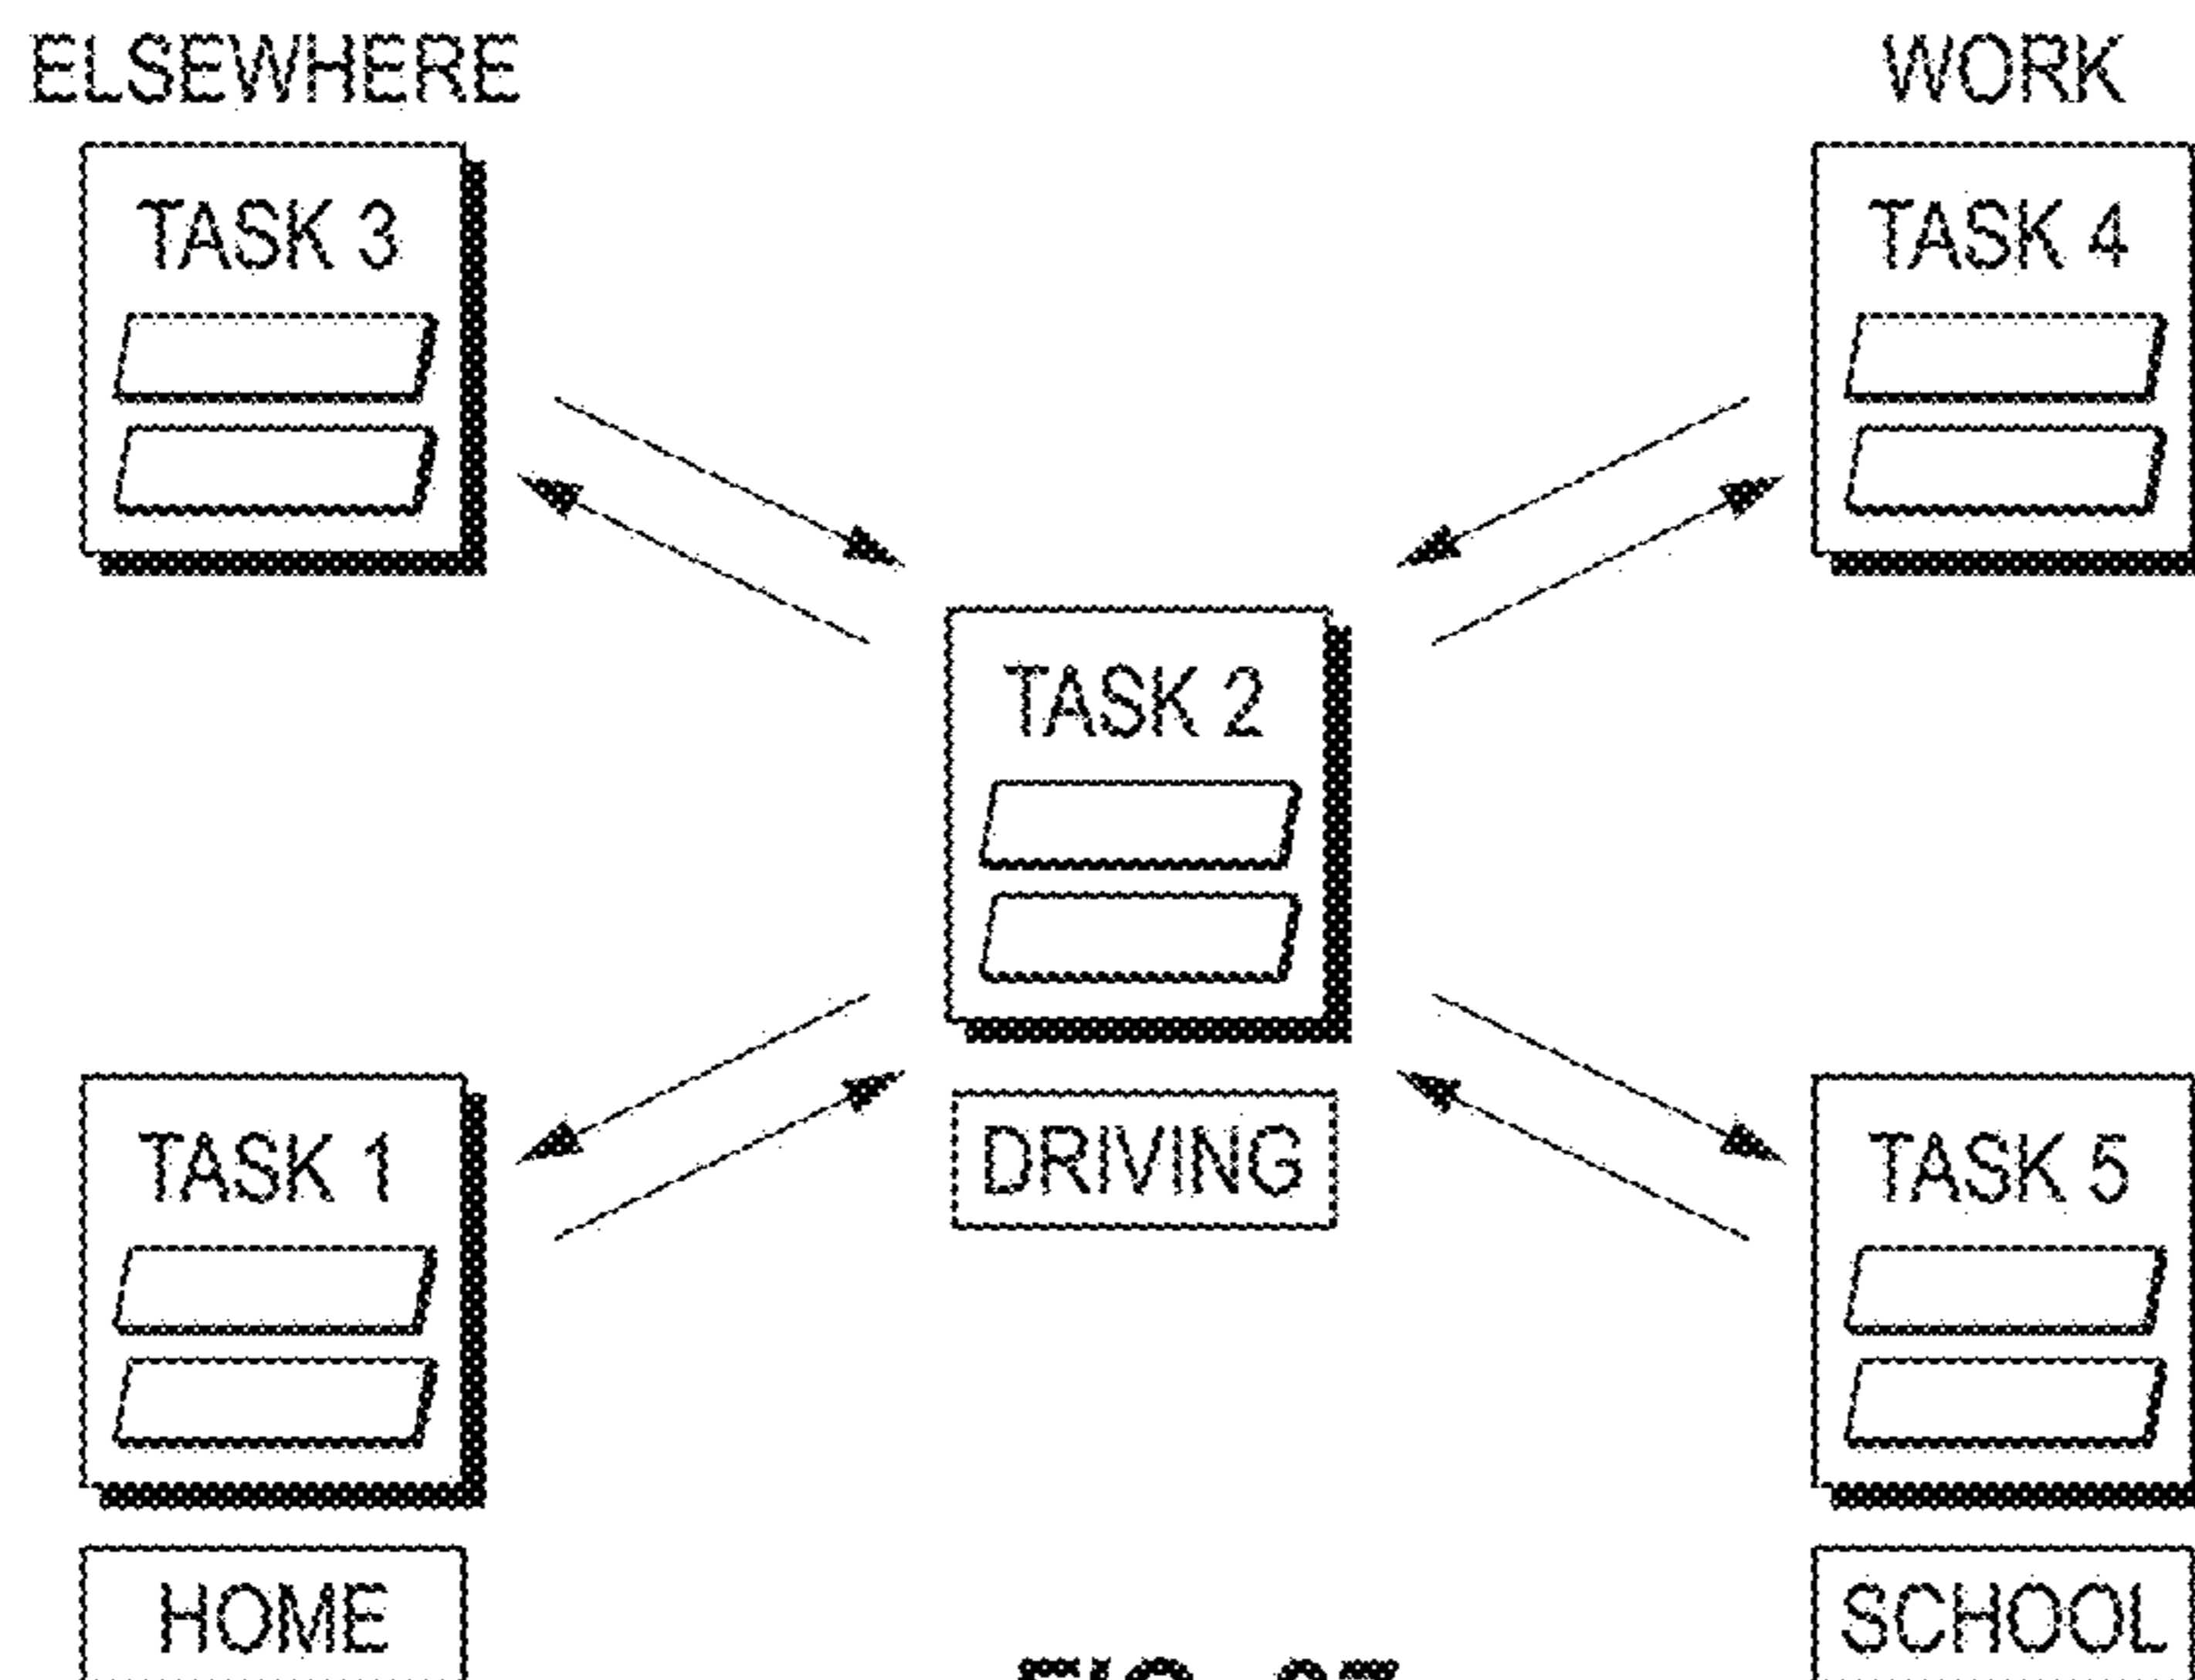 ELSEWHERE
WORK
TASK 3
TASK 4
TASK 2
TASK 1
DRIVING
TASK 5
HOME
SCHOOL